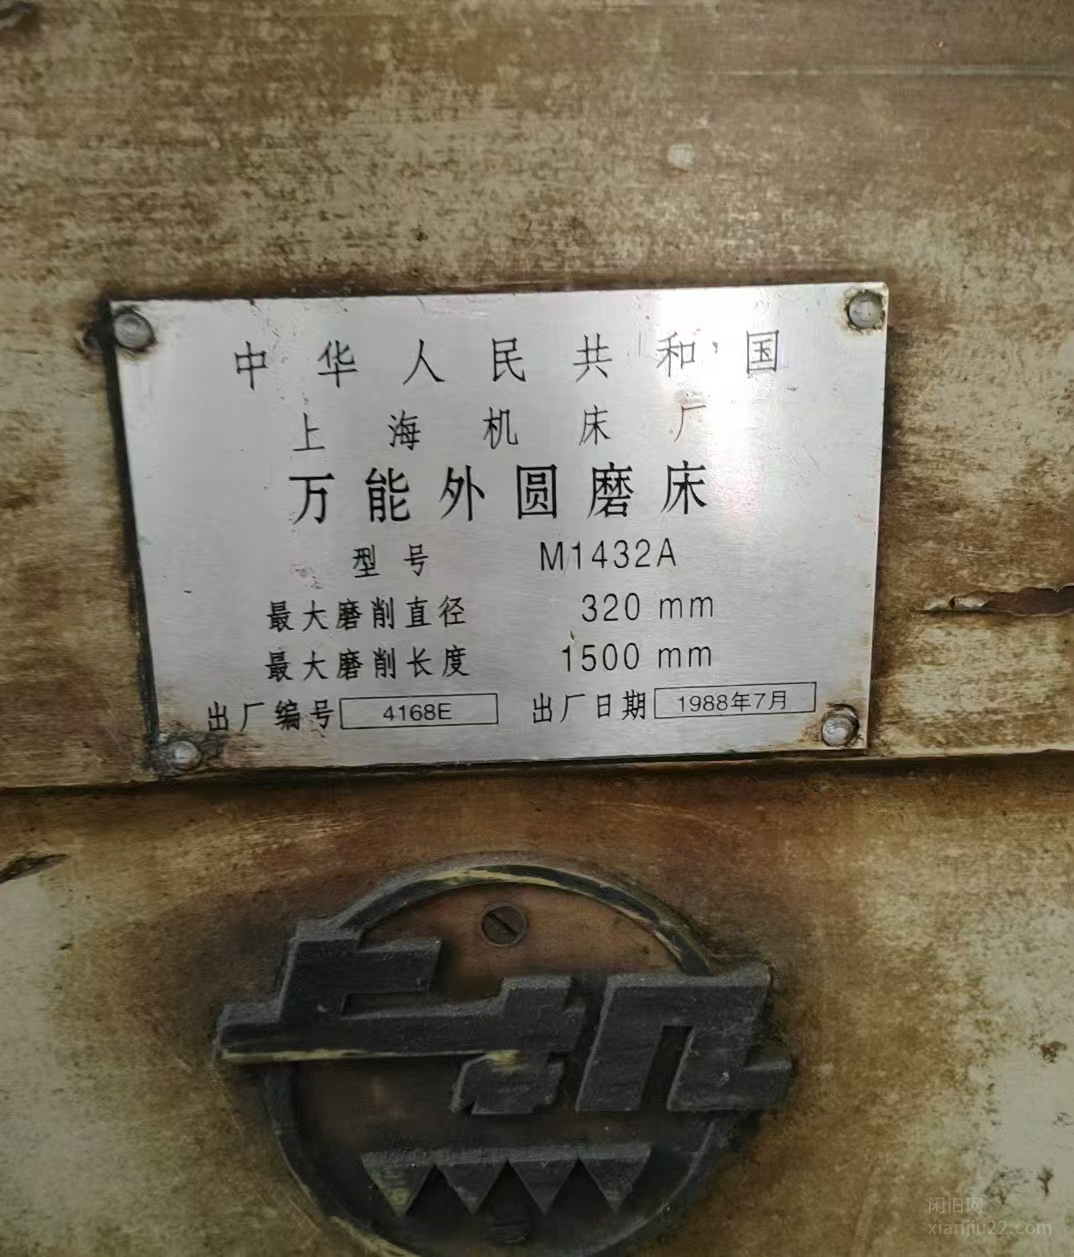 中华人民共和国
上海机床厂
万能外圆磨床
型号 M1432A
最大磨削直径 320 mm
最大磨削长度 1500 mm
出厂编号 4168E 出厂日期 1988年7月
上机
闲旧网
xianjiu22.com